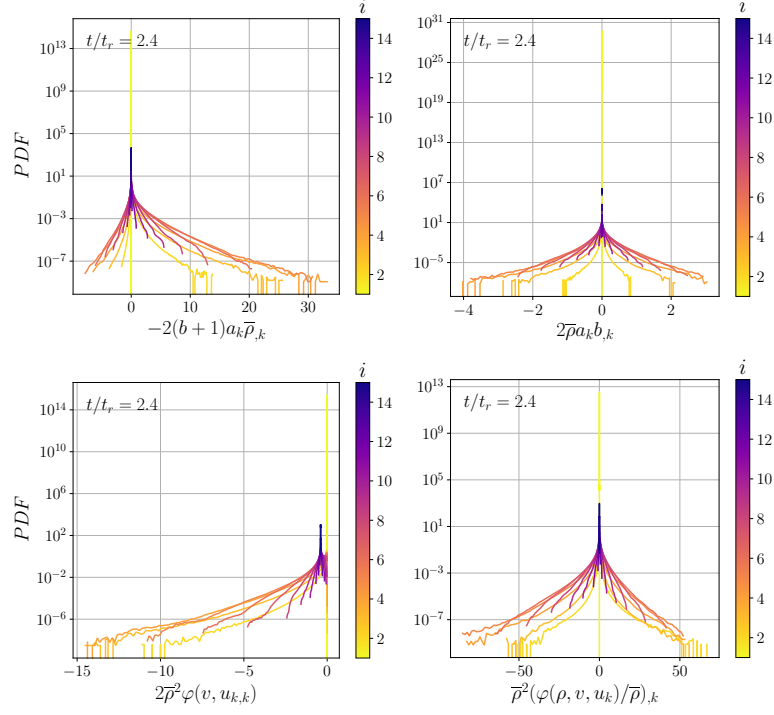 i
10^13
t/t_r = 2.4
14
10^9
12
10^5
10
PDF
10^1
8
6
10^−3
4
10^−7
2
0 10 20 30
−2(b + 1)a_k ρ̅_{,k}
i
10^31
t/t_r = 2.4
14
10^25
12
10^19
10
10^13
8
10^7
6
10^1
4
10^−5
2
−4 −2 0 2
2ρ̅a_k b_{,k}
i
10^14
t/t_r = 2.4
14
10^10
12
10^6
10
PDF
10^2
8
10^−2
6
10^−6
4
2
−15 −10 −5 0
2ρ̅^2 φ(v, u_{k,k})
i
10^13
t/t_r = 2.4
14
10^9
12
10^5
10
10^1
8
10^−3
6
10^−7
4
2
−50 0 50
ρ̅^2 (φ(ρ, v, u_k)/ρ̅)_{,k}